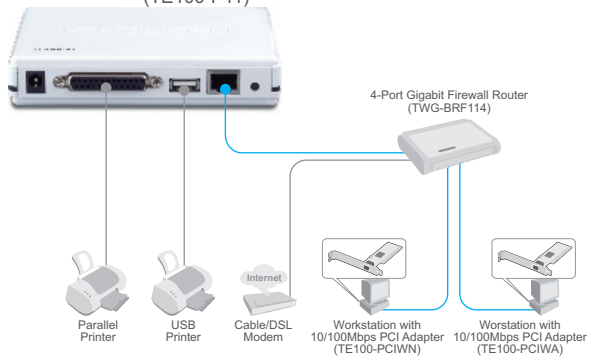 4-Port Gigabit Firewall Router
(TWG-BRF114)
Internet
Parallel
Printer
USB
Printer
Cable/DSL
Modem
Workstation with
10/100Mbps PCI Adapter
(TE100-PCIWN)
Worstation with
10/100Mbps PCI Adapter
(TE100-PCIWA)